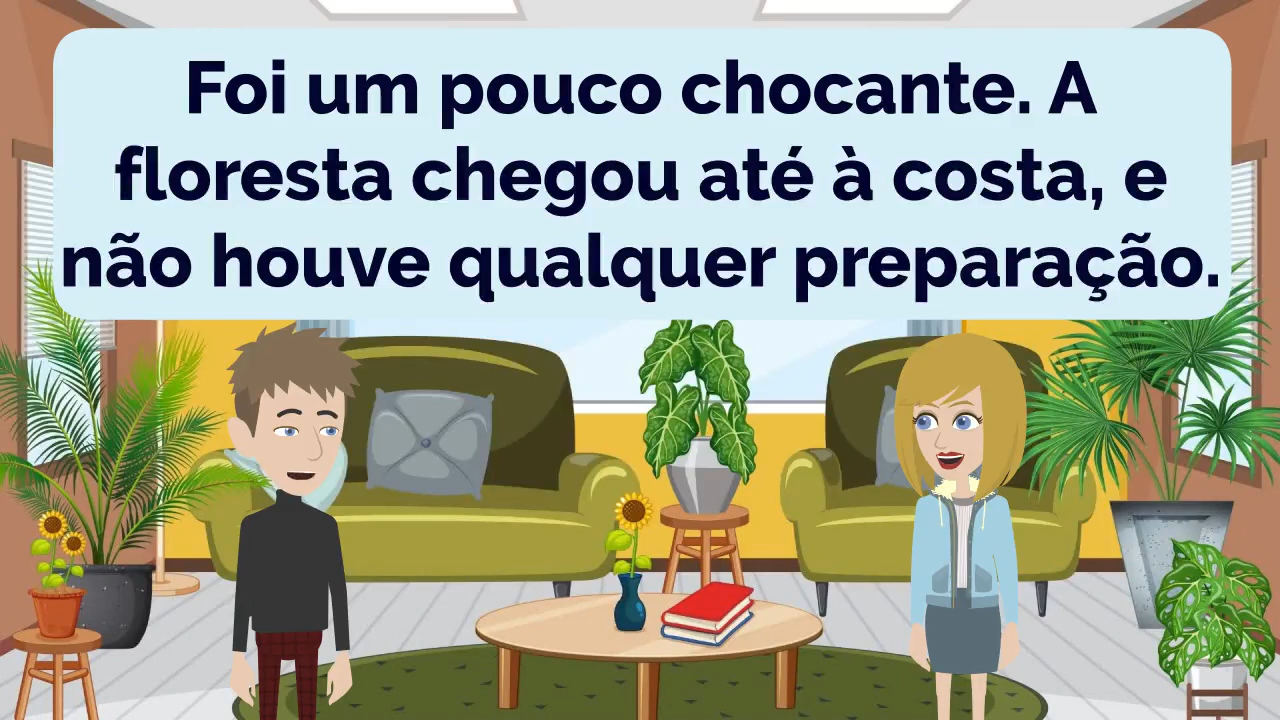 Foi um pouco chocante. A
floresta chegou até à costa, e
não houve qualquer preparação.